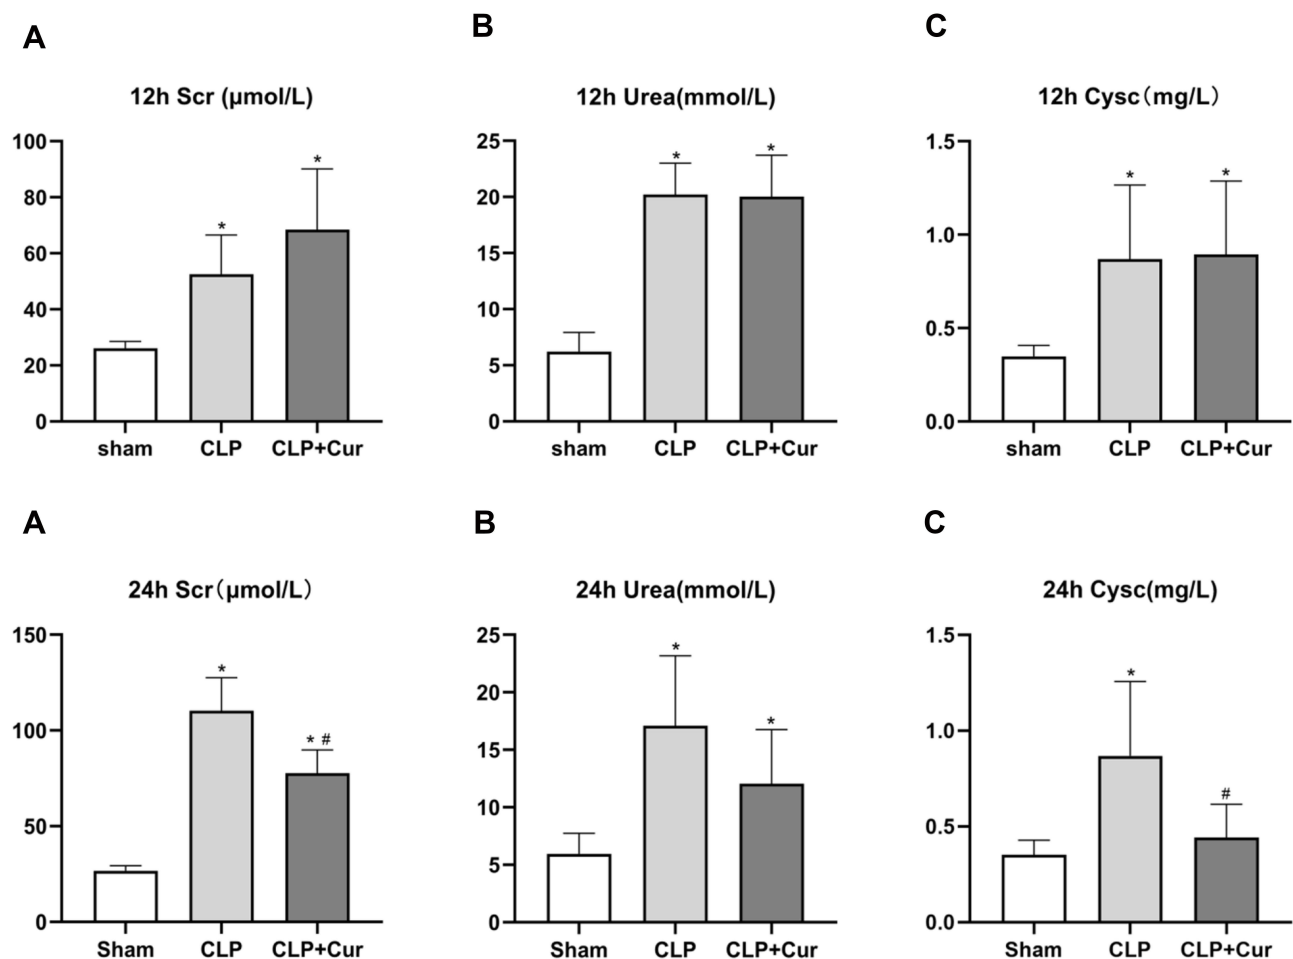 A
B
C
12h Scr (μmol/L)
12h Urea(mmol/L)
12h Cysc（mg/L）
100
80
60
40
20
0
*
*
sham
CLP
CLP+Cur
25
20
15
10
5
0
*
*
sham
CLP
CLP+Cur
1.5
1.0
0.5
0.0
*
*
sham
CLP
CLP+Cur
A
B
C
24h Scr（μmol/L）
24h Urea(mmol/L)
24h Cysc(mg/L)
150
100
50
0
*
* #
Sham
CLP
CLP+Cur
25
20
15
10
5
0
*
*
Sham
CLP
CLP+Cur
1.5
1.0
0.5
0.0
*
#
Sham
CLP
CLP+Cur